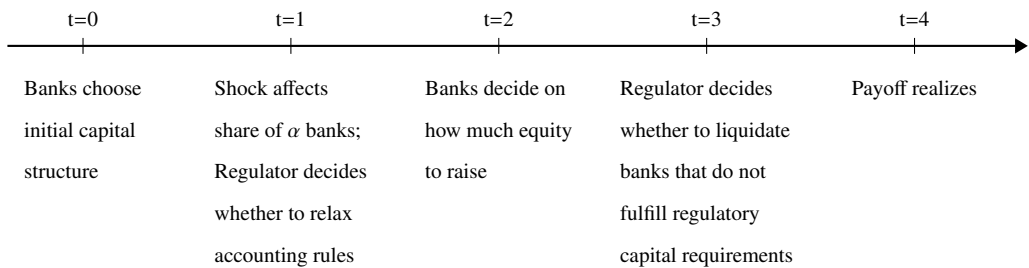 t=0
t=1
t=2
t=3
t=4
Banks choose
initial capital
structure
Shock affects
share of α banks;
Regulator decides
whether to relax
accounting rules
Banks decide on
how much equity
to raise
Regulator decides
whether to liquidate
banks that do not
fulfill regulatory
capital requirements
Payoff realizes